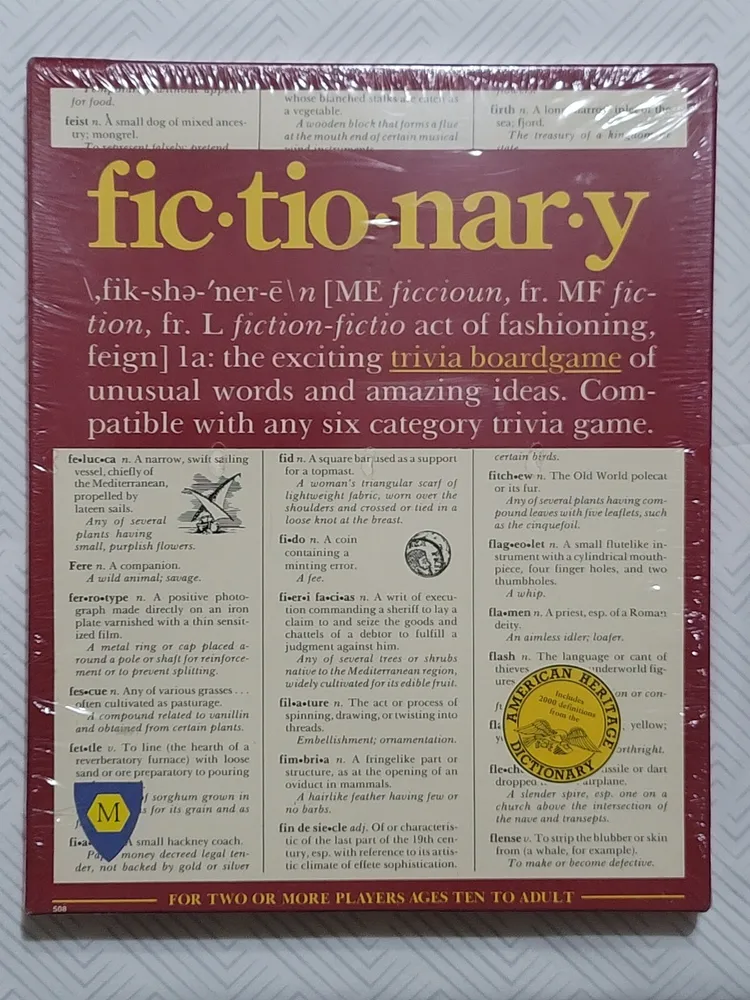 for food.
feist n. A small dog of mixed ances-
try; mongrel.
To represent falsely; pretend
whose blanched stalks are eaten as
a vegetable.
A wooden block that forms a flue
at the mouth end of certain musical
wind instruments.
firth n. A long narrow inlet of the
sea; fjord.
The treasury of a kingdom or
state.
fic·tio·nar·y
\,fik-shə-'ner-ē\ n [ME ficcioun, fr. MF fic-
tion, fr. L fiction-fictio act of fashioning,
feign] 1a: the exciting trivia boardgame of
unusual words and amazing ideas. Com-
patible with any six category trivia game.
fe•luc•ca n. A narrow, swift sailing
vessel, chiefly of
the Mediterranean,
propelled by
lateen sails.
Any of several
plants having
small, purplish flowers.
Fere n. A companion.
A wild animal; savage.
fer•ro•type n. A positive photo-
graph made directly on an iron
plate varnished with a thin sensit-
ized film.
A metal ring or cap placed a-
round a pole or shaft for reinforce-
ment or to prevent splitting.
fes•cue n. Any of various grasses . . .
often cultivated as pasturage.
A compound related to vanillin
and obtained from certain plants.
fet•tle v. To line (the hearth of a
reverberatory furnace) with loose
sand or ore preparatory to pouring
of sorghum grown in
for its grain and as
small hackney coach.
money decreed legal ten-
der, not backed by gold or silver
M
fid n. A square bar used as a support
for a topmast.
A woman's triangular scarf of
lightweight fabric, worn over the
shoulders and crossed or tied in a
loose knot at the breast.
fi•do n. A coin
containing a
minting error.
A fee.
fi•er•i fa•ci•as n. A writ of execu-
tion commanding a sheriff to lay a
claim to and seize the goods and
chattels of a debtor to fulfill a
judgment against him.
Any of several trees or shrubs
native to the Mediterranean region,
widely cultivated for its edible fruit.
fil•a•ture n. The act or process of
spinning, drawing, or twisting into
threads.
Embellishment; ornamentation.
fim•bri•a n. A fringelike part or
structure, as at the opening of an
oviduct in mammals.
A hairlike feather having few or
no barbs.
fin de sie•cle adj. Of or characteris-
tic of the last part of the 19th cen-
tury, esp. with reference to its artis-
tic climate of effete sophistication.
certain birds.
fitch•ew n. The Old World polecat
or its fur.
Any of several plants having com-
pound leaves with five leaflets, such
as the cinquefoil.
flag•eo•let n. A small flutelike in-
strument with a cylindrical mouth-
piece, four finger holes, and two
thumbholes.
A whip.
fla•men n. A priest, esp. of a Roman
deity.
An aimless idler; loafer.
flash n. The language or cant of
thieves underworld fig-
ures
on or con-
yellow;
forthright.
missile or dart
dropped airplane.
A slender spire, esp. one on a
church above the intersection of
the nave and transepts.
flense v. To strip the blubber or skin
from (a whale, for example).
To make or become defective.
AMERICAN HERITAGE
Includes
2000 definitions
from the
DICTIONARY
FOR TWO OR MORE PLAYERS AGES TEN TO ADULT
508